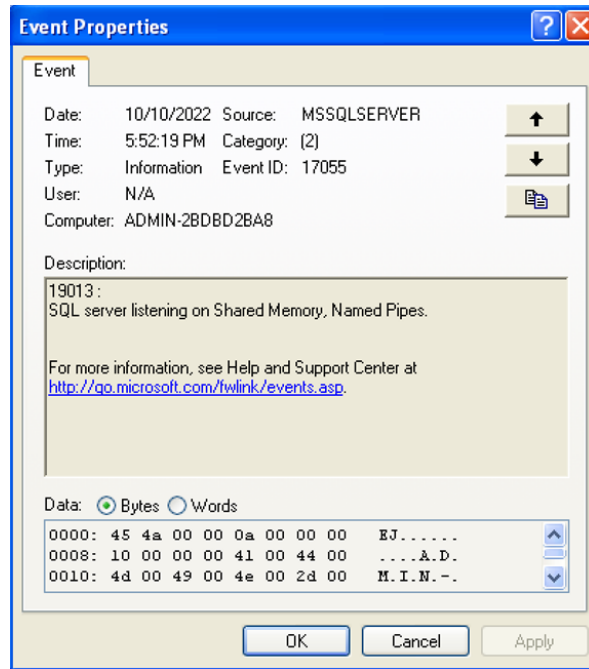 Event Properties
Event
Date: 10/10/2022 Source: MSSQLSERVER
Time: 5:52:19 PM Category: (2)
Type: Information Event ID: 17055
User: N/A
Computer: ADMIN-2BDBD2BA8
Description:
19013 :
SQL server listening on Shared Memory, Named Pipes.
For more information, see Help and Support Center at
http://go.microsoft.com/fwlink/events.asp.
Data: Bytes Words
0000: 45 4a 00 00 0a 00 00 00 EJ......
0008: 10 00 00 00 41 00 44 00 ....A.D.
0010: 4d 00 49 00 4e 00 2d 00 M.I.N.-.
OK Cancel Apply